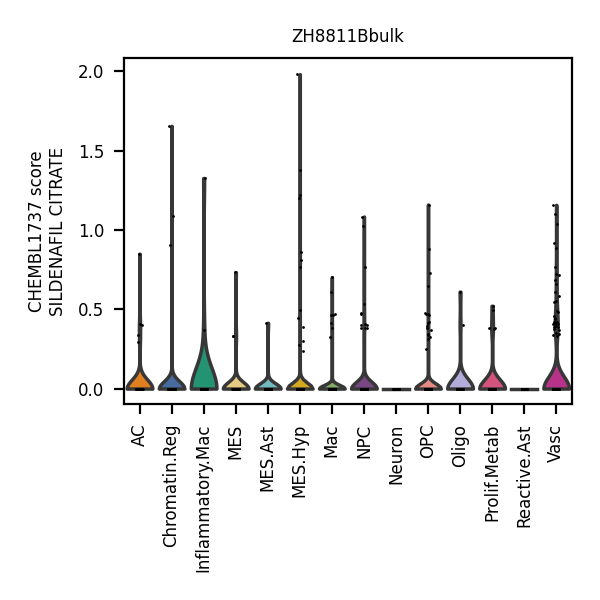 ZH8811Bbulk
CHEMBL1737 score
SILDENAFIL CITRATE
2.0
1.5
1.0
0.5
0.0
AC
Chromatin.Reg
Inflammatory.Mac
MES
MES.Ast
MES.Hyp
Mac
NPC
Neuron
OPC
Oligo
Prolif.Metab
Reactive.Ast
Vasc